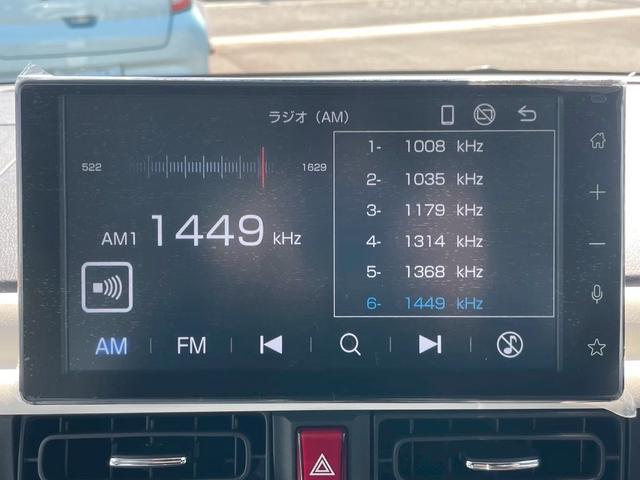 ラジオ（AM）
522
1629
AM1 1449 kHz
1- 1008 kHz
2- 1035 kHz
3- 1179 kHz
4- 1314 kHz
5- 1368 kHz
6- 1449 kHz
AM
FM